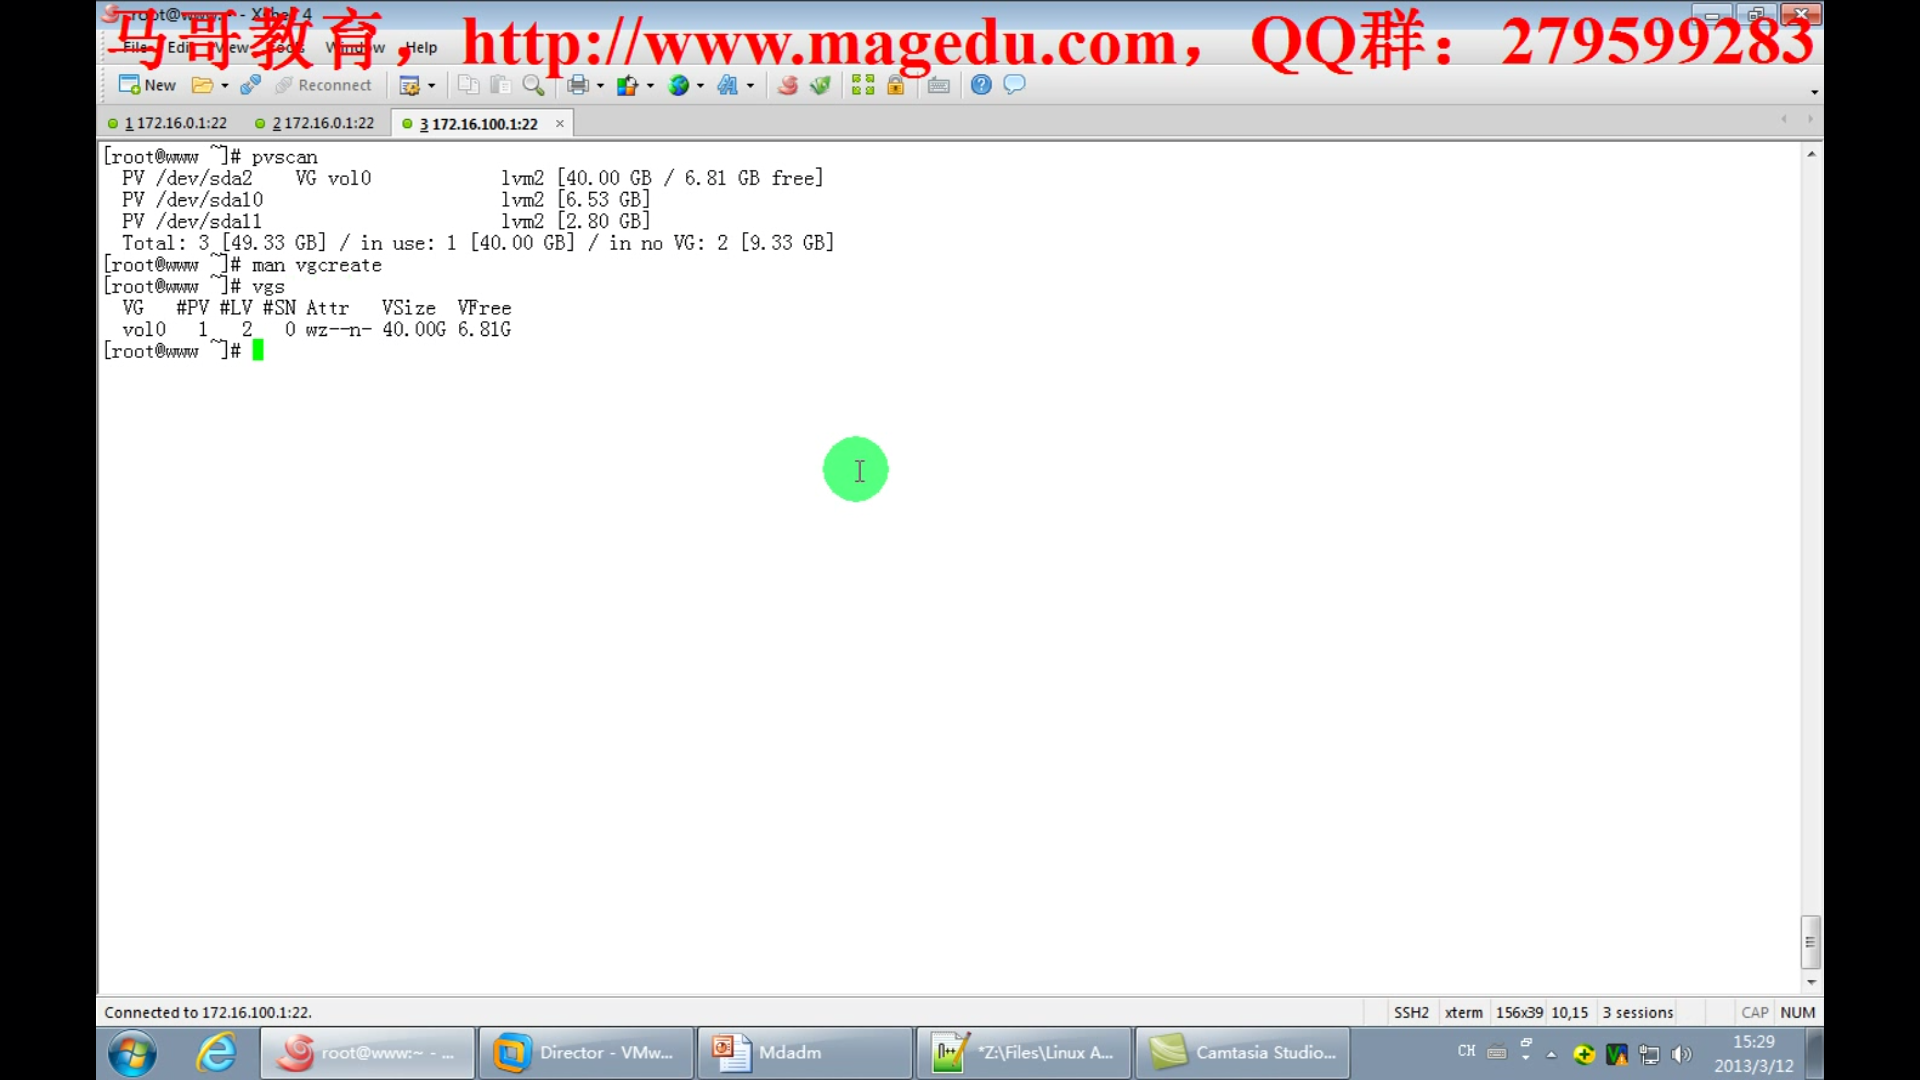 root@www:~ - Xshell 4
马哥教育，http://www.magedu.com，QQ群：279599283
File Edit View Tools Window Help
New Reconnect
1 172.16.0.1:22 2 172.16.0.1:22 3 172.16.100.1:22
[root@www ~]# pvscan
PV /dev/sda2 VG vol0 lvm2 [40.00 GB / 6.81 GB free]
PV /dev/sda10 lvm2 [6.53 GB]
PV /dev/sda11 lvm2 [2.80 GB]
Total: 3 [49.33 GB] / in use: 1 [40.00 GB] / in no VG: 2 [9.33 GB]
[root@www ~]# man vgcreate
[root@www ~]# vgs
VG #PV #LV #SN Attr VSize VFree
vol0 1 2 0 wz--n- 40.00G 6.81G
[root@www ~]#
Connected to 172.16.100.1:22. SSH2 xterm 156x39 10,15 3 sessions CAP NUM
root@www:~ - ... Director - VMw... Mdadm *Z:\Files\Linux A... Camtasia Studio... CH 15:29
2013/3/12